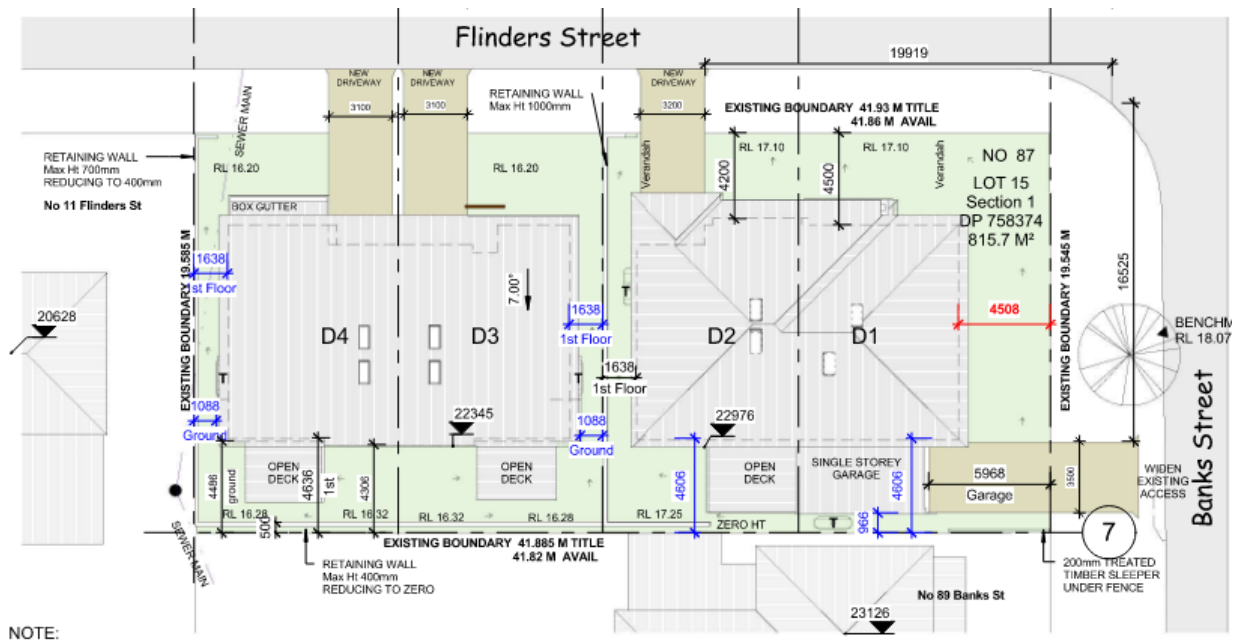 Flinders Street
19919
NEW
DRIVEWAY
NEW
DRIVEWAY
NEW
DRIVEWAY
3100
3100
3200
RETAINING WALL
Max Ht 1000mm
EXISTING BOUNDARY 41.93 M TITLE
41.86 M AVAIL
SEWER MAIN
RETAINING WALL
Max Ht 700mm
REDUCING TO 400mm
No 11 Flinders St
RL 16.20
RL 16.20
Verandah
RL 17.10
RL 17.10
Verandah
4200
4500
NO 87
LOT 15
Section 1
DP 758374
815.7 M²
BOX GUTTER
EXISTING BOUNDARY 19.585 M
1638
1st Floor
7.00°
1638
1st Floor
T
4508
EXISTING BOUNDARY 19.545 M
16525
20628
D4
D3
D2
D1
BENCHM
RL 18.07
1638
1st Floor
T
T
1088
Ground
22345
1088
Ground
22976
Banks Street
4486
ground
OPEN
DECK
4636
1st
4306
OPEN
DECK
4606
OPEN
DECK
SINGLE STOREY
GARAGE
4606
5968
Garage
3500
WIDEN
EXISTING
ACCESS
RL 16.28
500
RL 16.32
RL 16.32
RL 16.28
RL 17.25
ZERO HT
T
966
7
SEWER MAIN
EXISTING BOUNDARY 41.885 M TITLE
41.82 M AVAIL
RETAINING WALL
Max Ht 400mm
REDUCING TO ZERO
200mm TREATED
TIMBER SLEEPER
UNDER FENCE
No 89 Banks St
23126
NOTE: